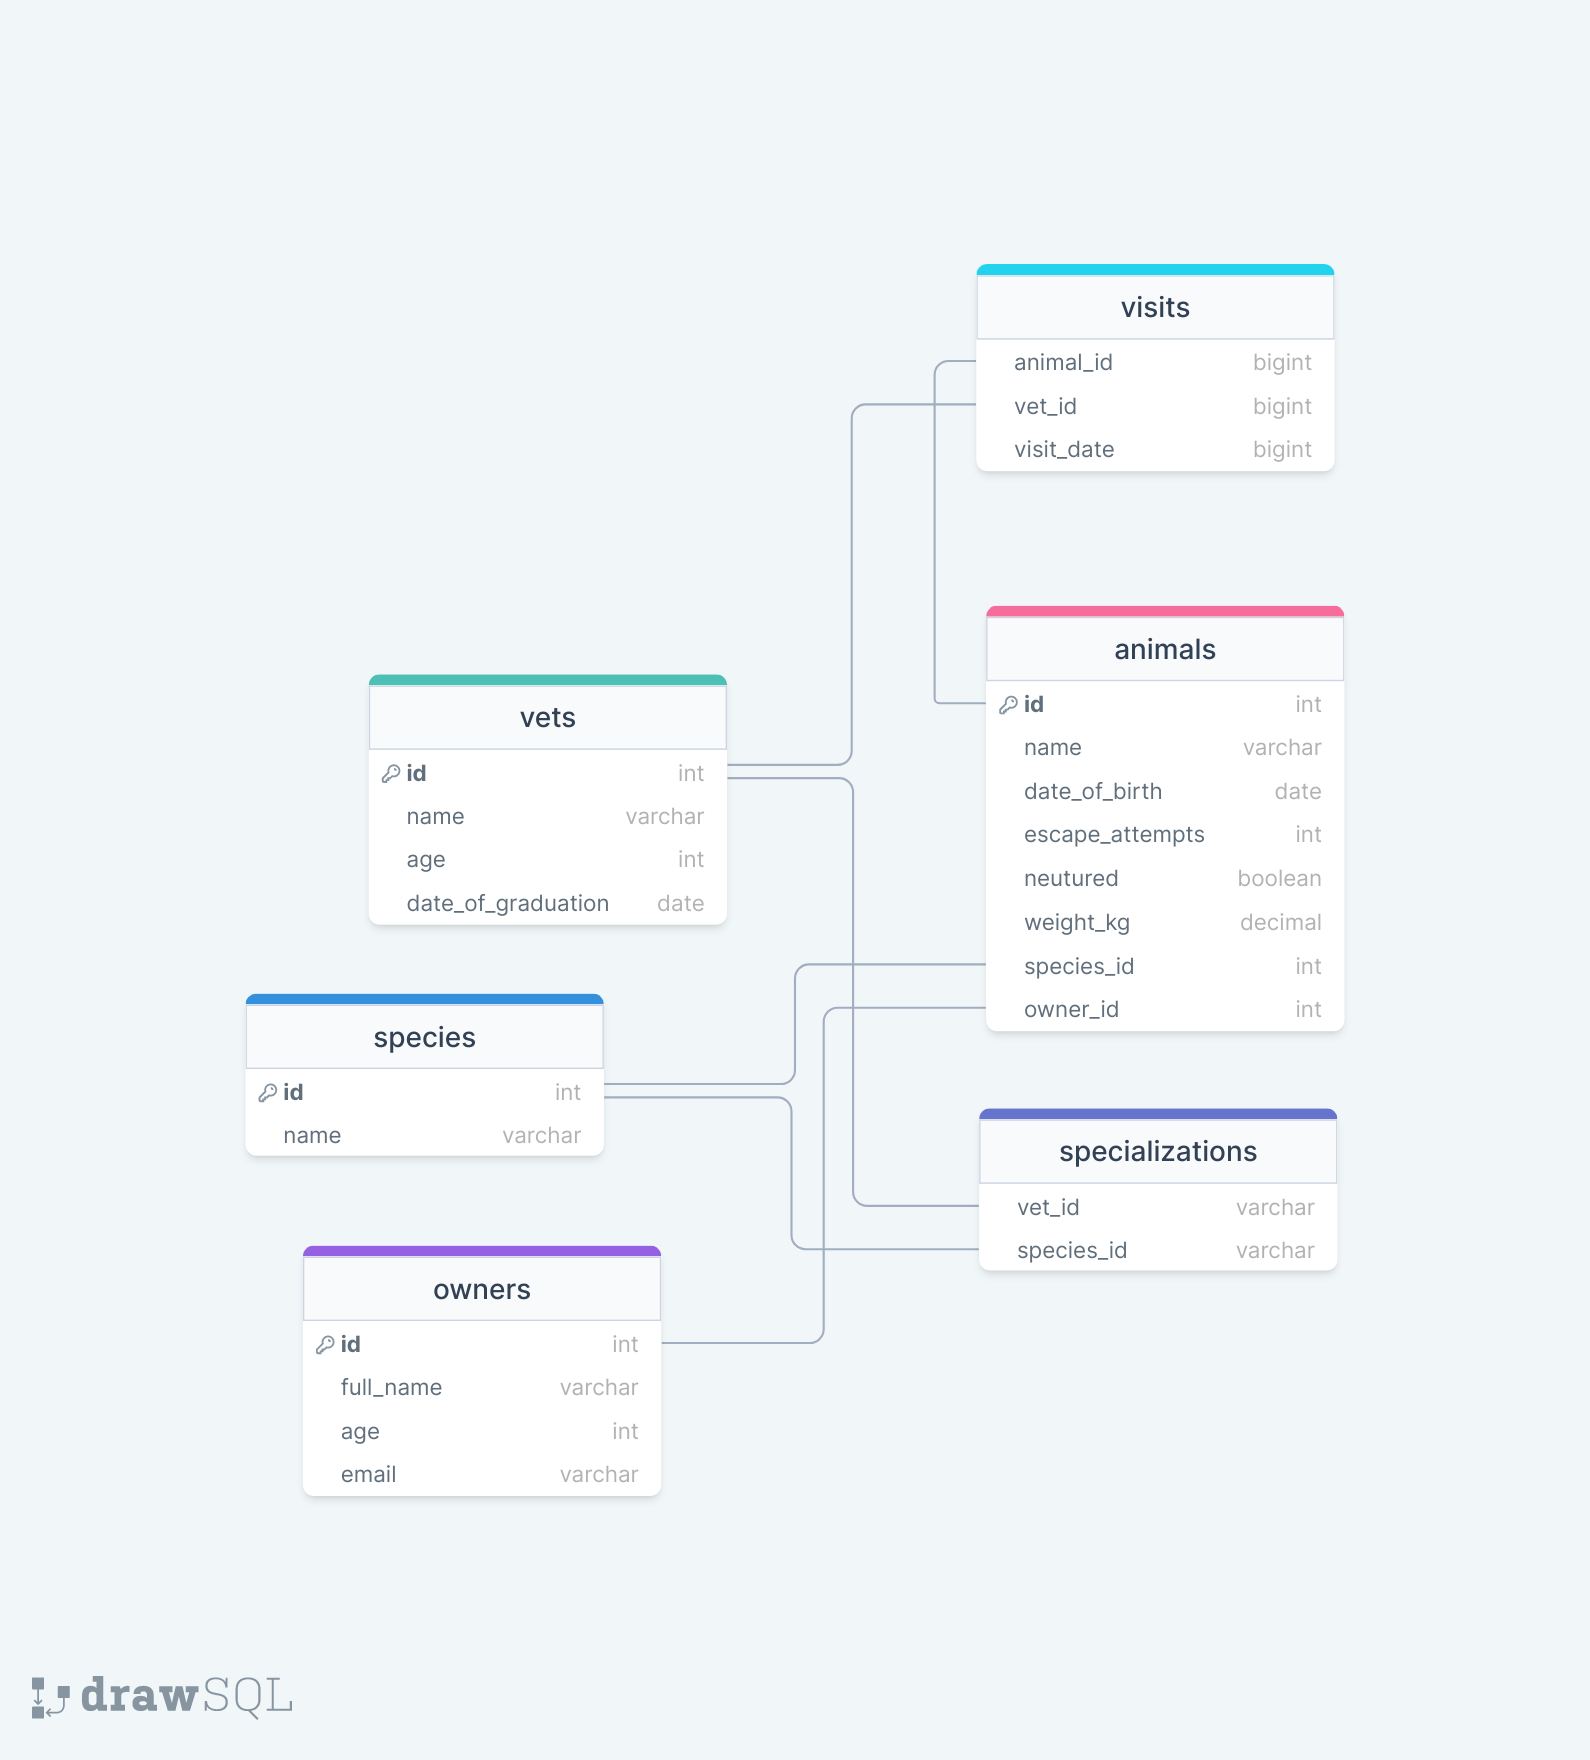 visits
animal_id bigint
vet_id bigint
visit_date bigint
animals
id int
name varchar
date_of_birth date
escape_attempts int
neutured boolean
weight_kg decimal
species_id int
owner_id int
vets
id int
name varchar
age int
date_of_graduation date
species
id int
name varchar
specializations
vet_id varchar
species_id varchar
owners
id int
full_name varchar
age int
email varchar
drawSQL